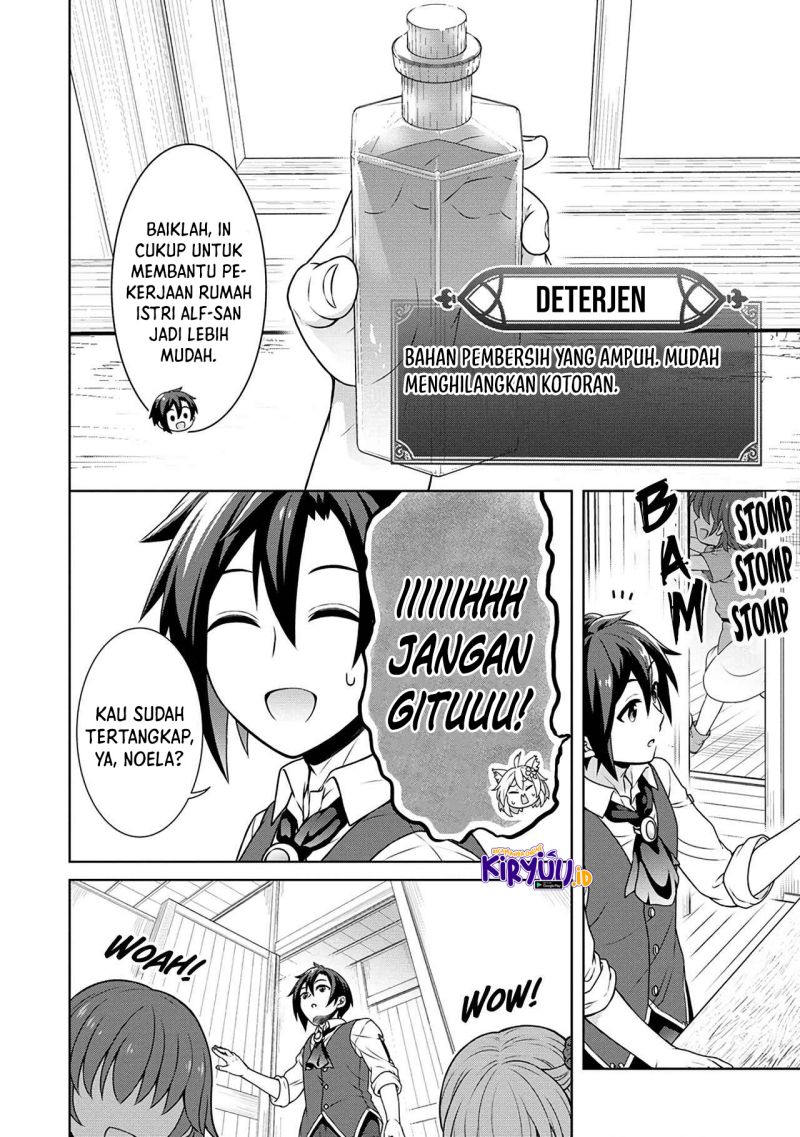 BAIKLAH, IN
CUKUP UNTUK
MEMBANTU PE-
KERJAAN RUMAH
ISTRI ALF-SAN
JADI LEBIH
MUDAH.
DETERJEN
BAHAN PEMBERSIH YANG AMPUH. MUDAH
MENGHILANGKAN KOTORAN.
BAM
STOMP
STOMP
STOMP
IIIIIIHHH
JANGAN
GITUUU!
KAU SUDAH
TERTANGKAP,
YA, NOELA?
KIRYUU.ID
WOAH!
WOW!